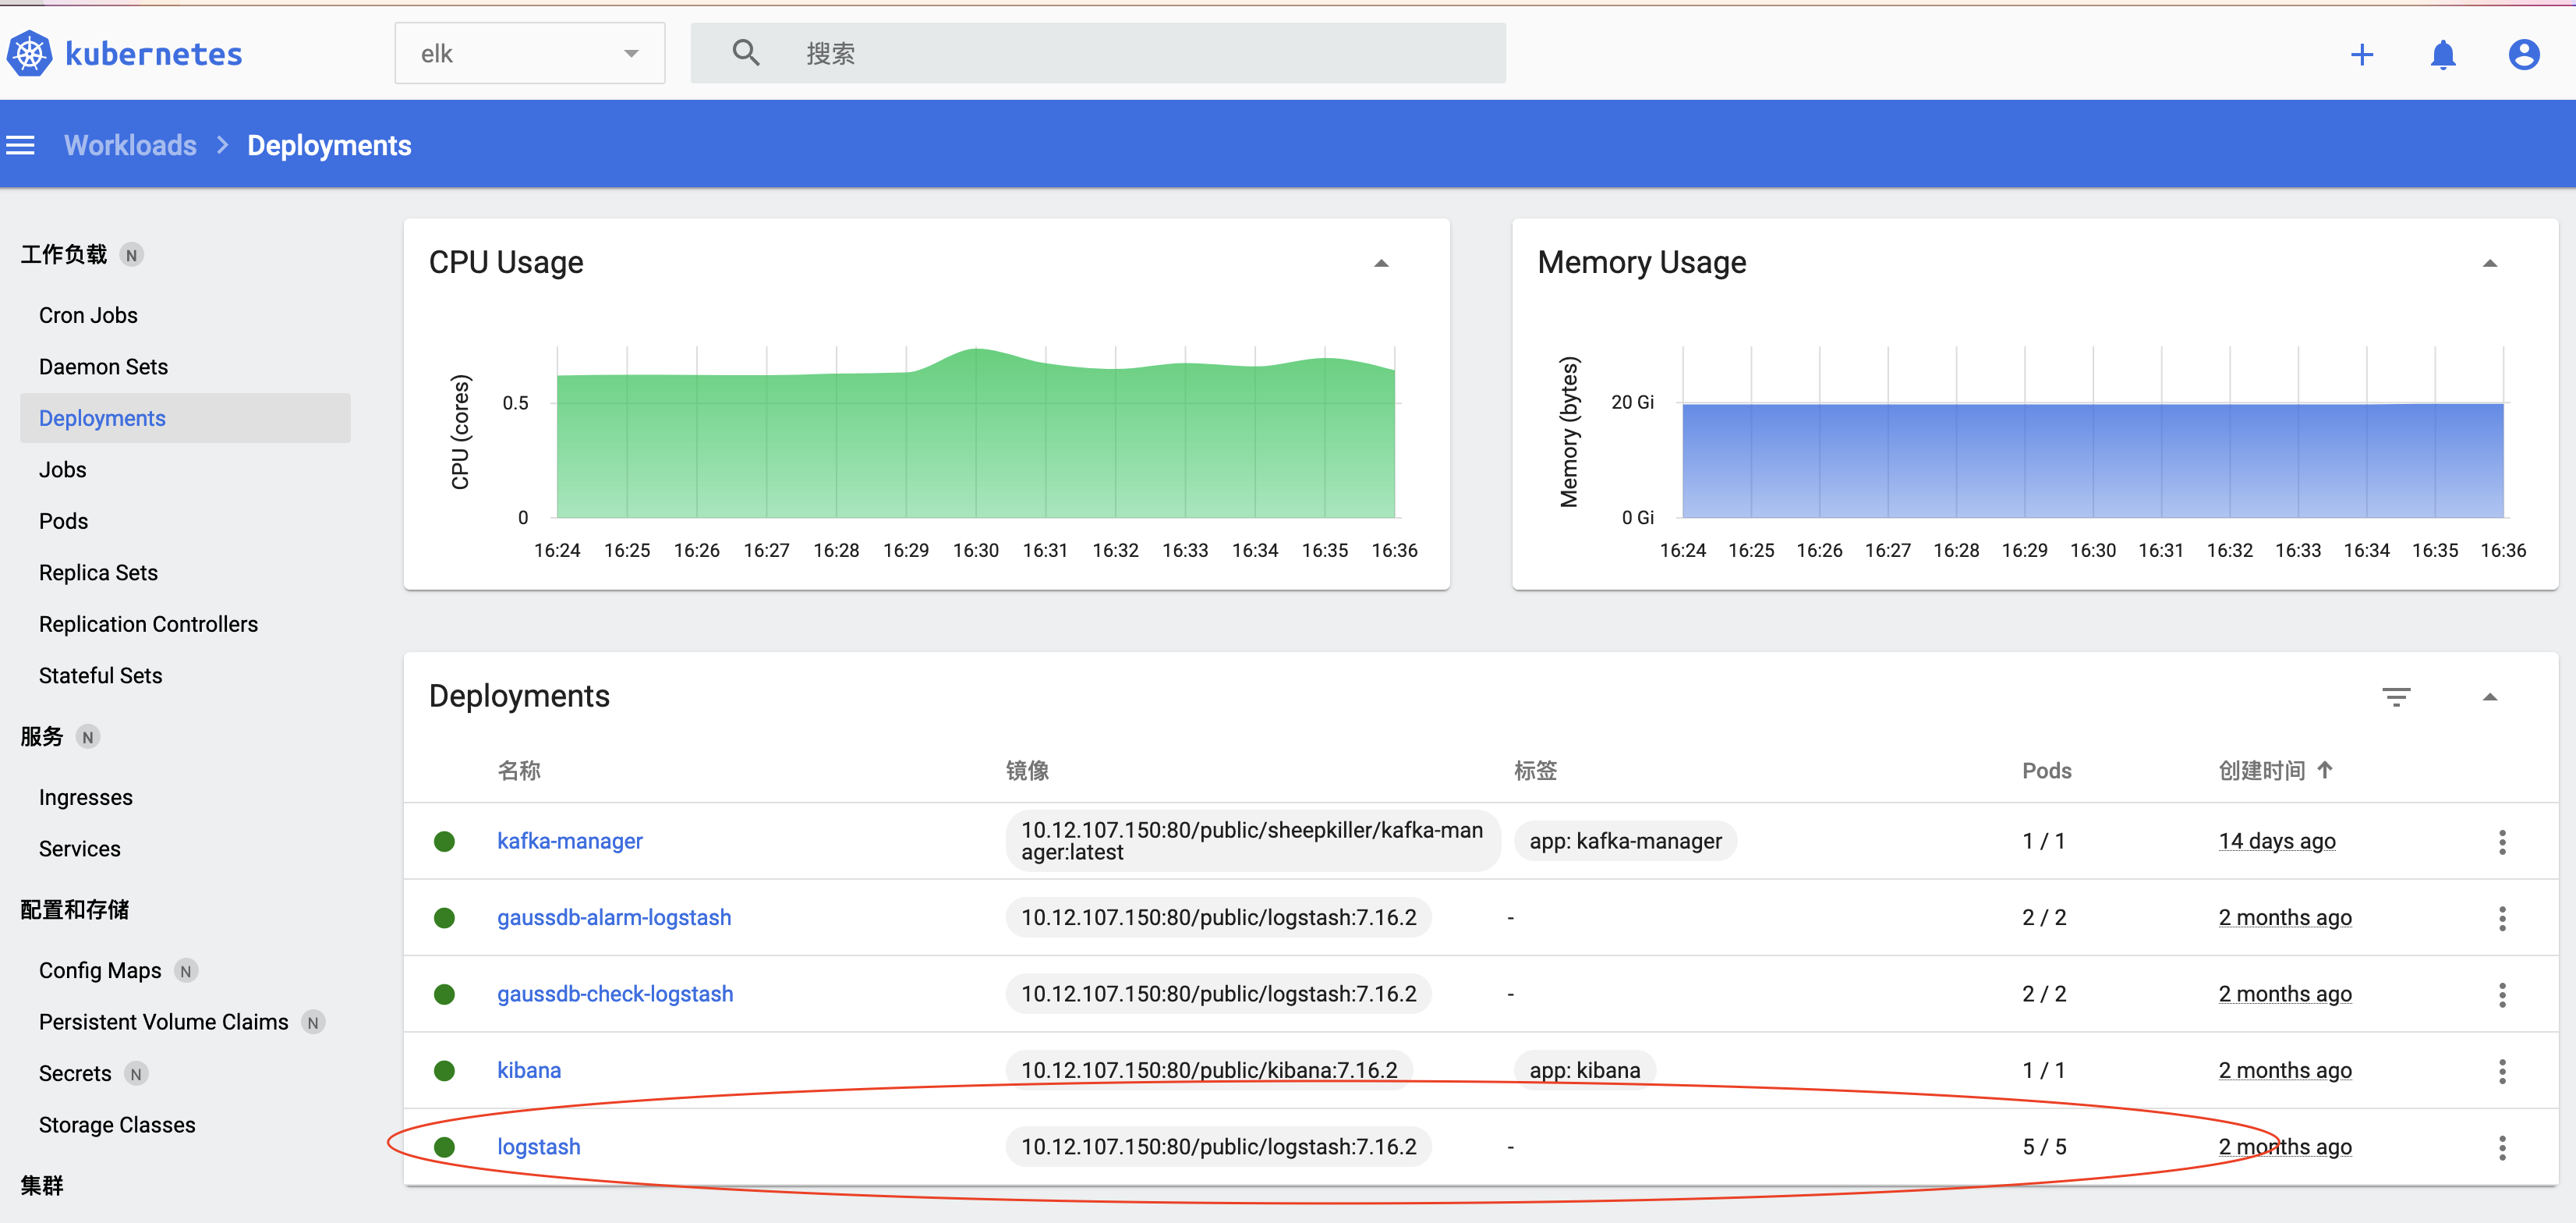 kubernetes
elk
搜索
Workloads > Deployments
工作负载 N
Cron Jobs
Daemon Sets
Deployments
Jobs
Pods
Replica Sets
Replication Controllers
Stateful Sets
服务 N
Ingresses
Services
配置和存储
Config Maps N
Persistent Volume Claims N
Secrets N
Storage Classes
集群
CPU Usage
CPU (cores)
0.5
0
16:24 16:25 16:26 16:27 16:28 16:29 16:30 16:31 16:32 16:33 16:34 16:35 16:36
Memory Usage
Memory (bytes)
20 Gi
0 Gi
16:24 16:25 16:26 16:27 16:28 16:29 16:30 16:31 16:32 16:33 16:34 16:35 16:36
Deployments
名称 镜像 标签 Pods 创建时间 ↑
kafka-manager 10.12.107.150:80/public/sheepkiller/kafka-man
ager:latest app: kafka-manager 1 / 1 14 days ago
gaussdb-alarm-logstash 10.12.107.150:80/public/logstash:7.16.2 - 2 / 2 2 months ago
gaussdb-check-logstash 10.12.107.150:80/public/logstash:7.16.2 - 2 / 2 2 months ago
kibana 10.12.107.150:80/public/kibana:7.16.2 app: kibana 1 / 1 2 months ago
logstash 10.12.107.150:80/public/logstash:7.16.2 - 5 / 5 2 months ago